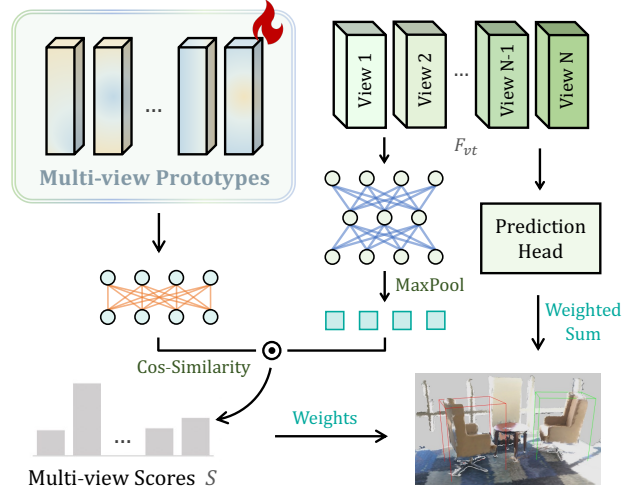 ...
Multi-view Prototypes
View 1
View 2
...
View N-1
View N
F_vt
Prediction
Head
MaxPool
Weighted
Sum
Cos-Similarity
...
Weights
Multi-view Scores S